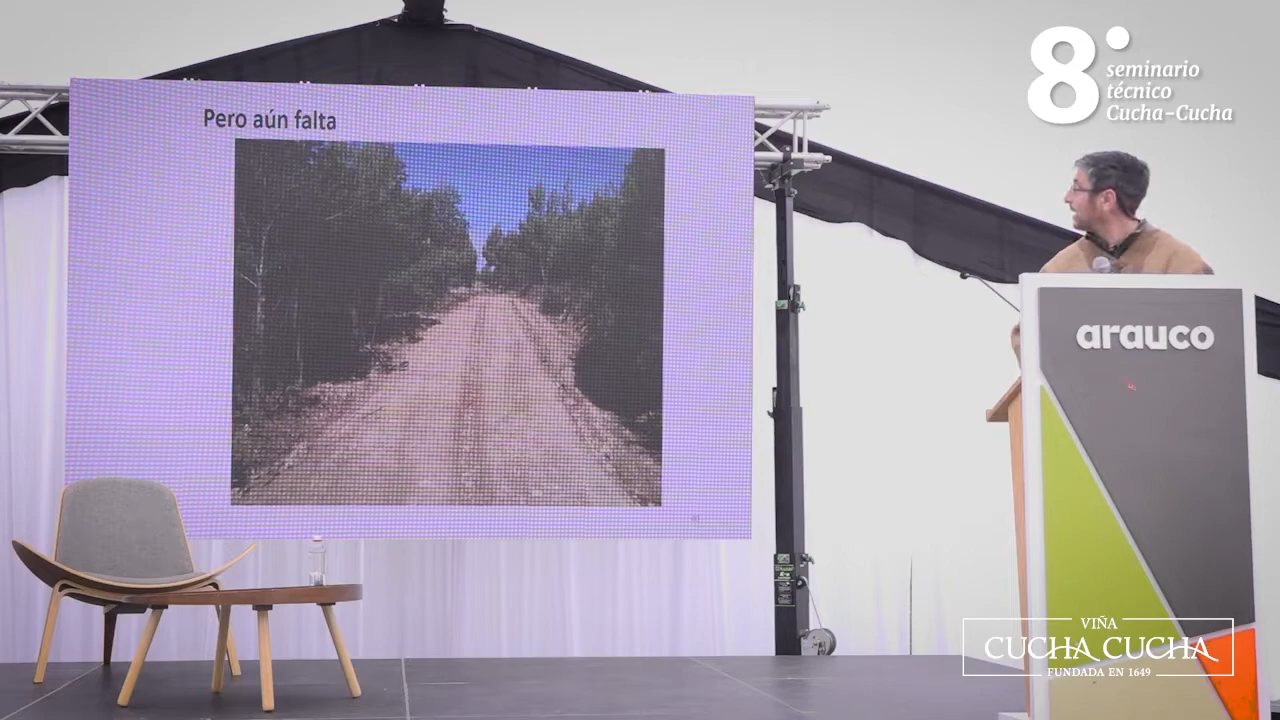 8°
seminario
técnico
Cucha-Cucha
Pero aún falta
arauco
VIÑA
CUCHA CUCHA
FUNDADA EN 1649